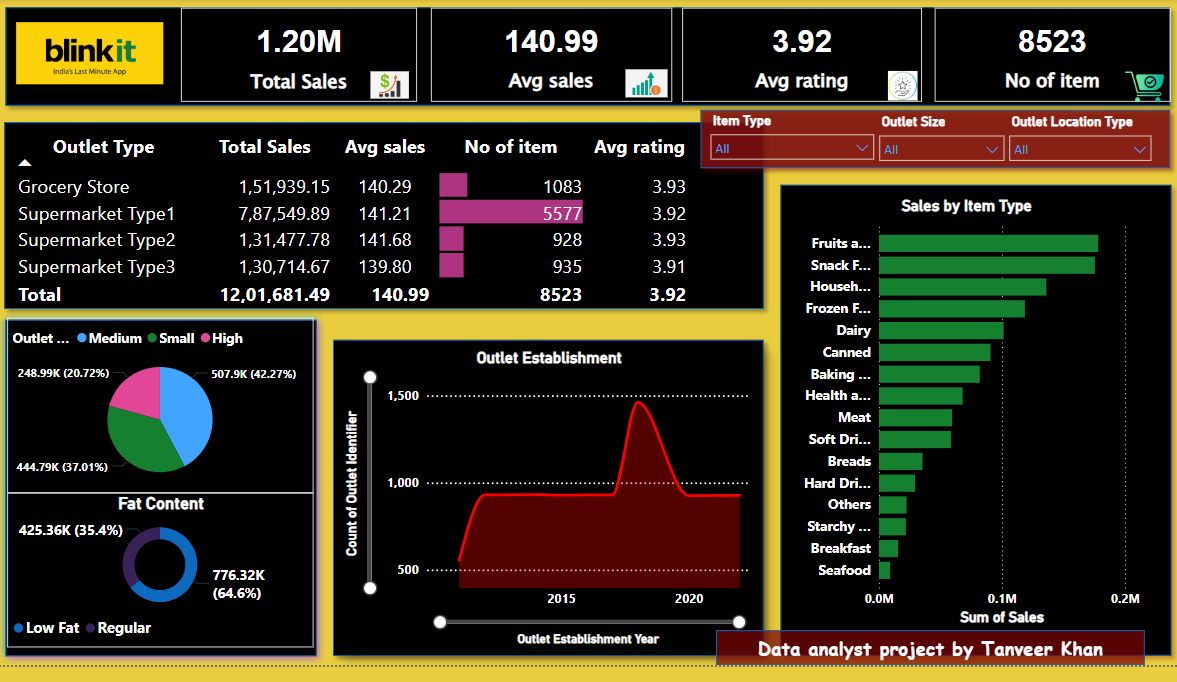 blinkit
India's Last Minute App
1.20M
Total Sales
140.99
Avg sales
3.92
Avg rating
8523
No of item
Item Type
All
Outlet Size
All
Outlet Location Type
All
Outlet Type Total Sales Avg sales No of item Avg rating
Grocery Store 1,51,939.15 140.29 1083 3.93
Supermarket Type1 7,87,549.89 141.21 5577 3.92
Supermarket Type2 1,31,477.78 141.68 928 3.93
Supermarket Type3 1,30,714.67 139.80 935 3.91
Total 12,01,681.49 140.99 8523 3.92
Outlet ... Medium Small High
248.99K (20.72%)
507.9K (42.27%)
444.79K (37.01%)
Fat Content
425.36K (35.4%)
776.32K
(64.6%)
Low Fat Regular
Outlet Establishment
Count of Outlet Identifier
1,500
1,000
500
2015 2020
Outlet Establishment Year
Sales by Item Type
Fruits a...
Snack F...
Househ...
Frozen F...
Dairy
Canned
Baking ...
Health a...
Meat
Soft Dri...
Breads
Hard Dri...
Others
Starchy ...
Breakfast
Seafood
0.0M 0.1M 0.2M
Sum of Sales
Data analyst project by Tanveer Khan